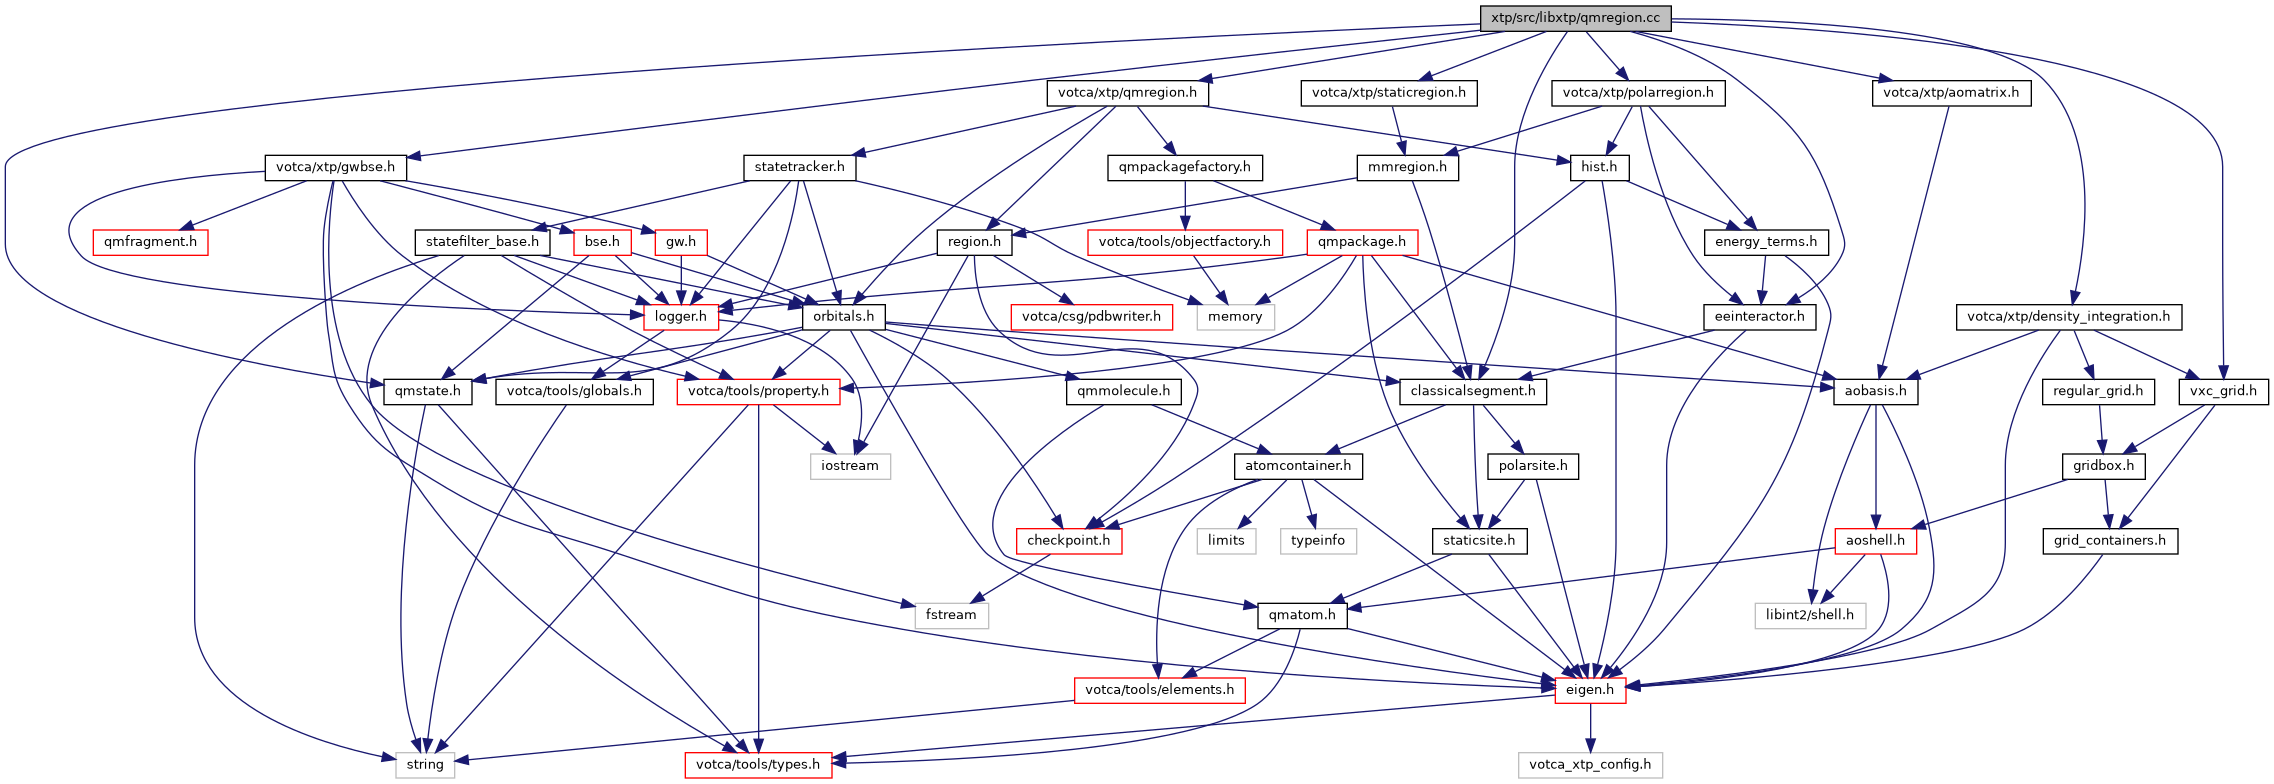 xtp/src/libxtp/qmregion.cc
votca/xtp/qmregion.h
votca/xtp/staticregion.h
votca/xtp/polarregion.h
votca/xtp/aomatrix.h
votca/xtp/gwbse.h
statetracker.h
qmpackagefactory.h
mmregion.h
hist.h
qmfragment.h
statefilter_base.h
bse.h
gw.h
region.h
votca/tools/objectfactory.h
qmpackage.h
energy_terms.h
logger.h
orbitals.h
votca/csg/pdbwriter.h
memory
eeinteractor.h
votca/xtp/density_integration.h
qmstate.h
votca/tools/globals.h
votca/tools/property.h
qmmolecule.h
classicalsegment.h
aobasis.h
regular_grid.h
vxc_grid.h
iostream
atomcontainer.h
polarsite.h
gridbox.h
checkpoint.h
limits
typeinfo
staticsite.h
aoshell.h
grid_containers.h
fstream
qmatom.h
libint2/shell.h
votca/tools/elements.h
eigen.h
string
votca/tools/types.h
votca_xtp_config.h